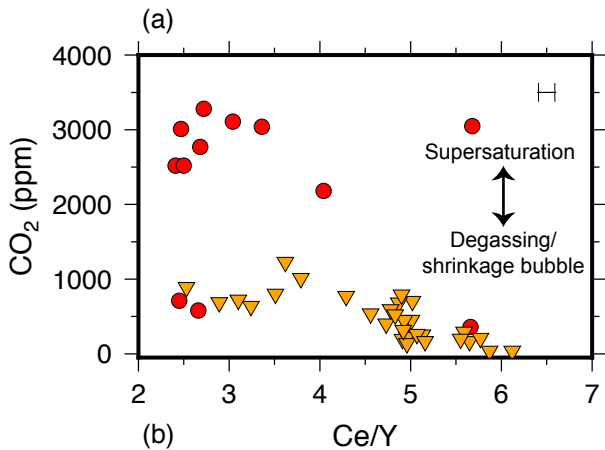 (a)
4000
3000
2000
1000
0
CO2 (ppm)
Supersaturation
Degassing/
shrinkage bubble
2 3 4 5 6 7
(b)
Ce/Y